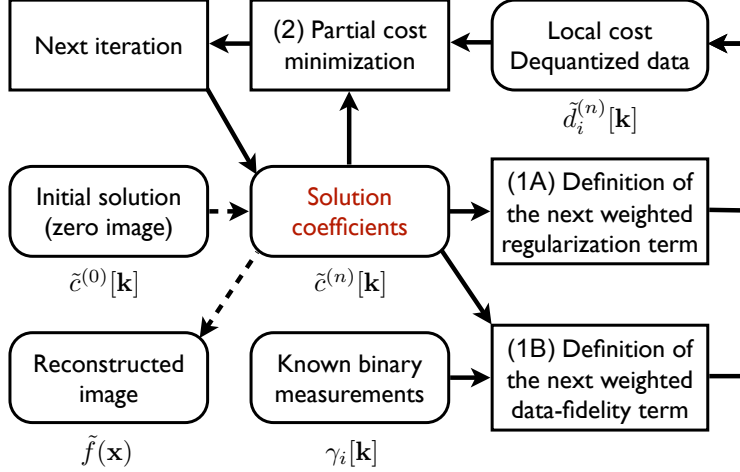 Next iteration
(2) Partial cost
minimization
Local cost
Dequantized data
d̃ᵢ⁽ⁿ⁾[k]
Initial solution
(zero image)
c̃⁽⁰⁾[k]
Solution
coefficients
c̃⁽ⁿ⁾[k]
(1A) Definition of
the next weighted
regularization term
Reconstructed
image
f̃(x)
Known binary
measurements
γᵢ[k]
(1B) Definition of
the next weighted
data-fidelity term